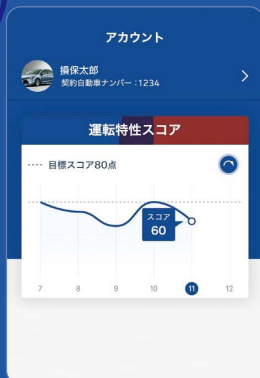 アカウント
損保太郎
契約自動車ナンバー：1234
運転特性スコア
---- 目標スコア80点
スコア
60
7 8 9 10 11 12